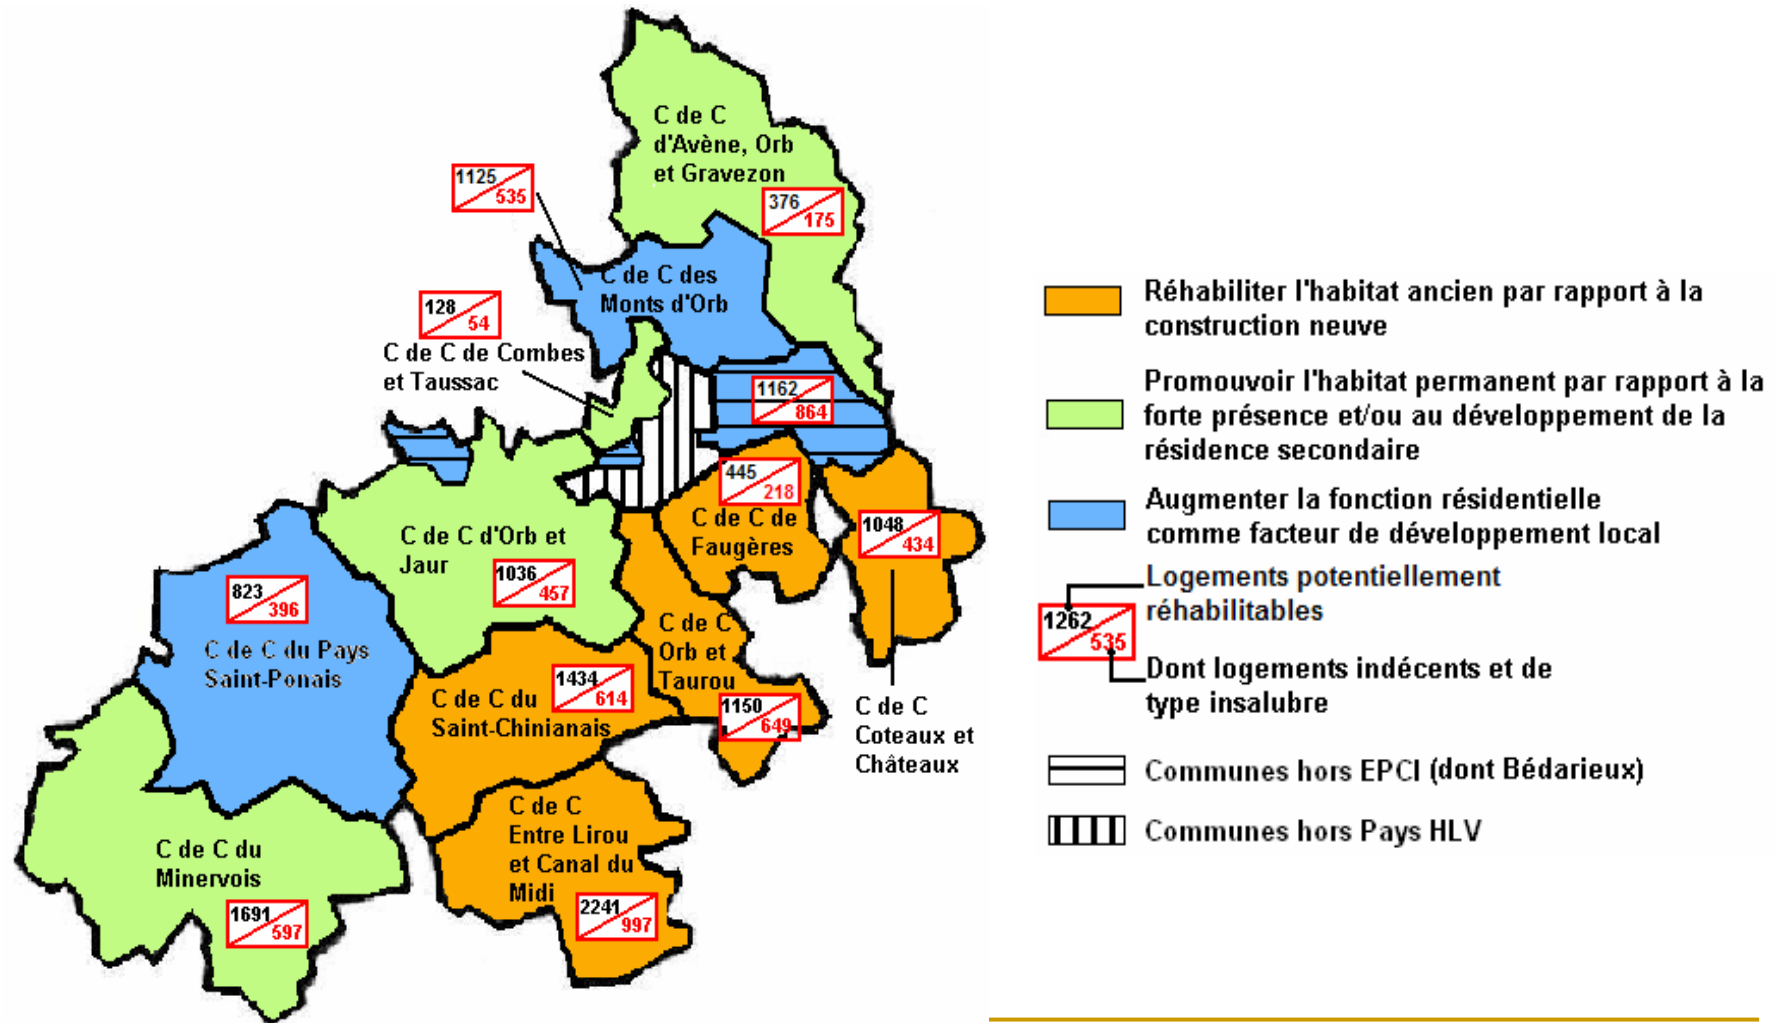 C de C
d'Avène, Orb
et Gravezon
376
175
1125
535
C de C des
Monts d'Orb
128
54
C de C de Combes
et Taussac
1162
864
445
218
C de C de
Faugères
1048
434
C de C
Coteaux et
Châteaux
C de C d'Orb et
Jaur
1036
457
823
396
C de C du Pays
Saint-Ponais
C de C
Orb et
Taurou
1150
649
C de C du
Saint-Chinianais
1434
614
C de C
Entre Lirou
et Canal du
Midi
2241
997
C de C du
Minervois
1691
597
Réhabiliter l'habitat ancien par rapport à la
construction neuve
Promouvoir l'habitat permanent par rapport à la
forte présence et/ou au développement de la
résidence secondaire
Augmenter la fonction résidentielle
comme facteur de développement local
Logements potentiellement
réhabilitables
1262
535
Dont logements indécents et de
type insalubre
Communes hors EPCI (dont Bédarieux)
Communes hors Pays HLV